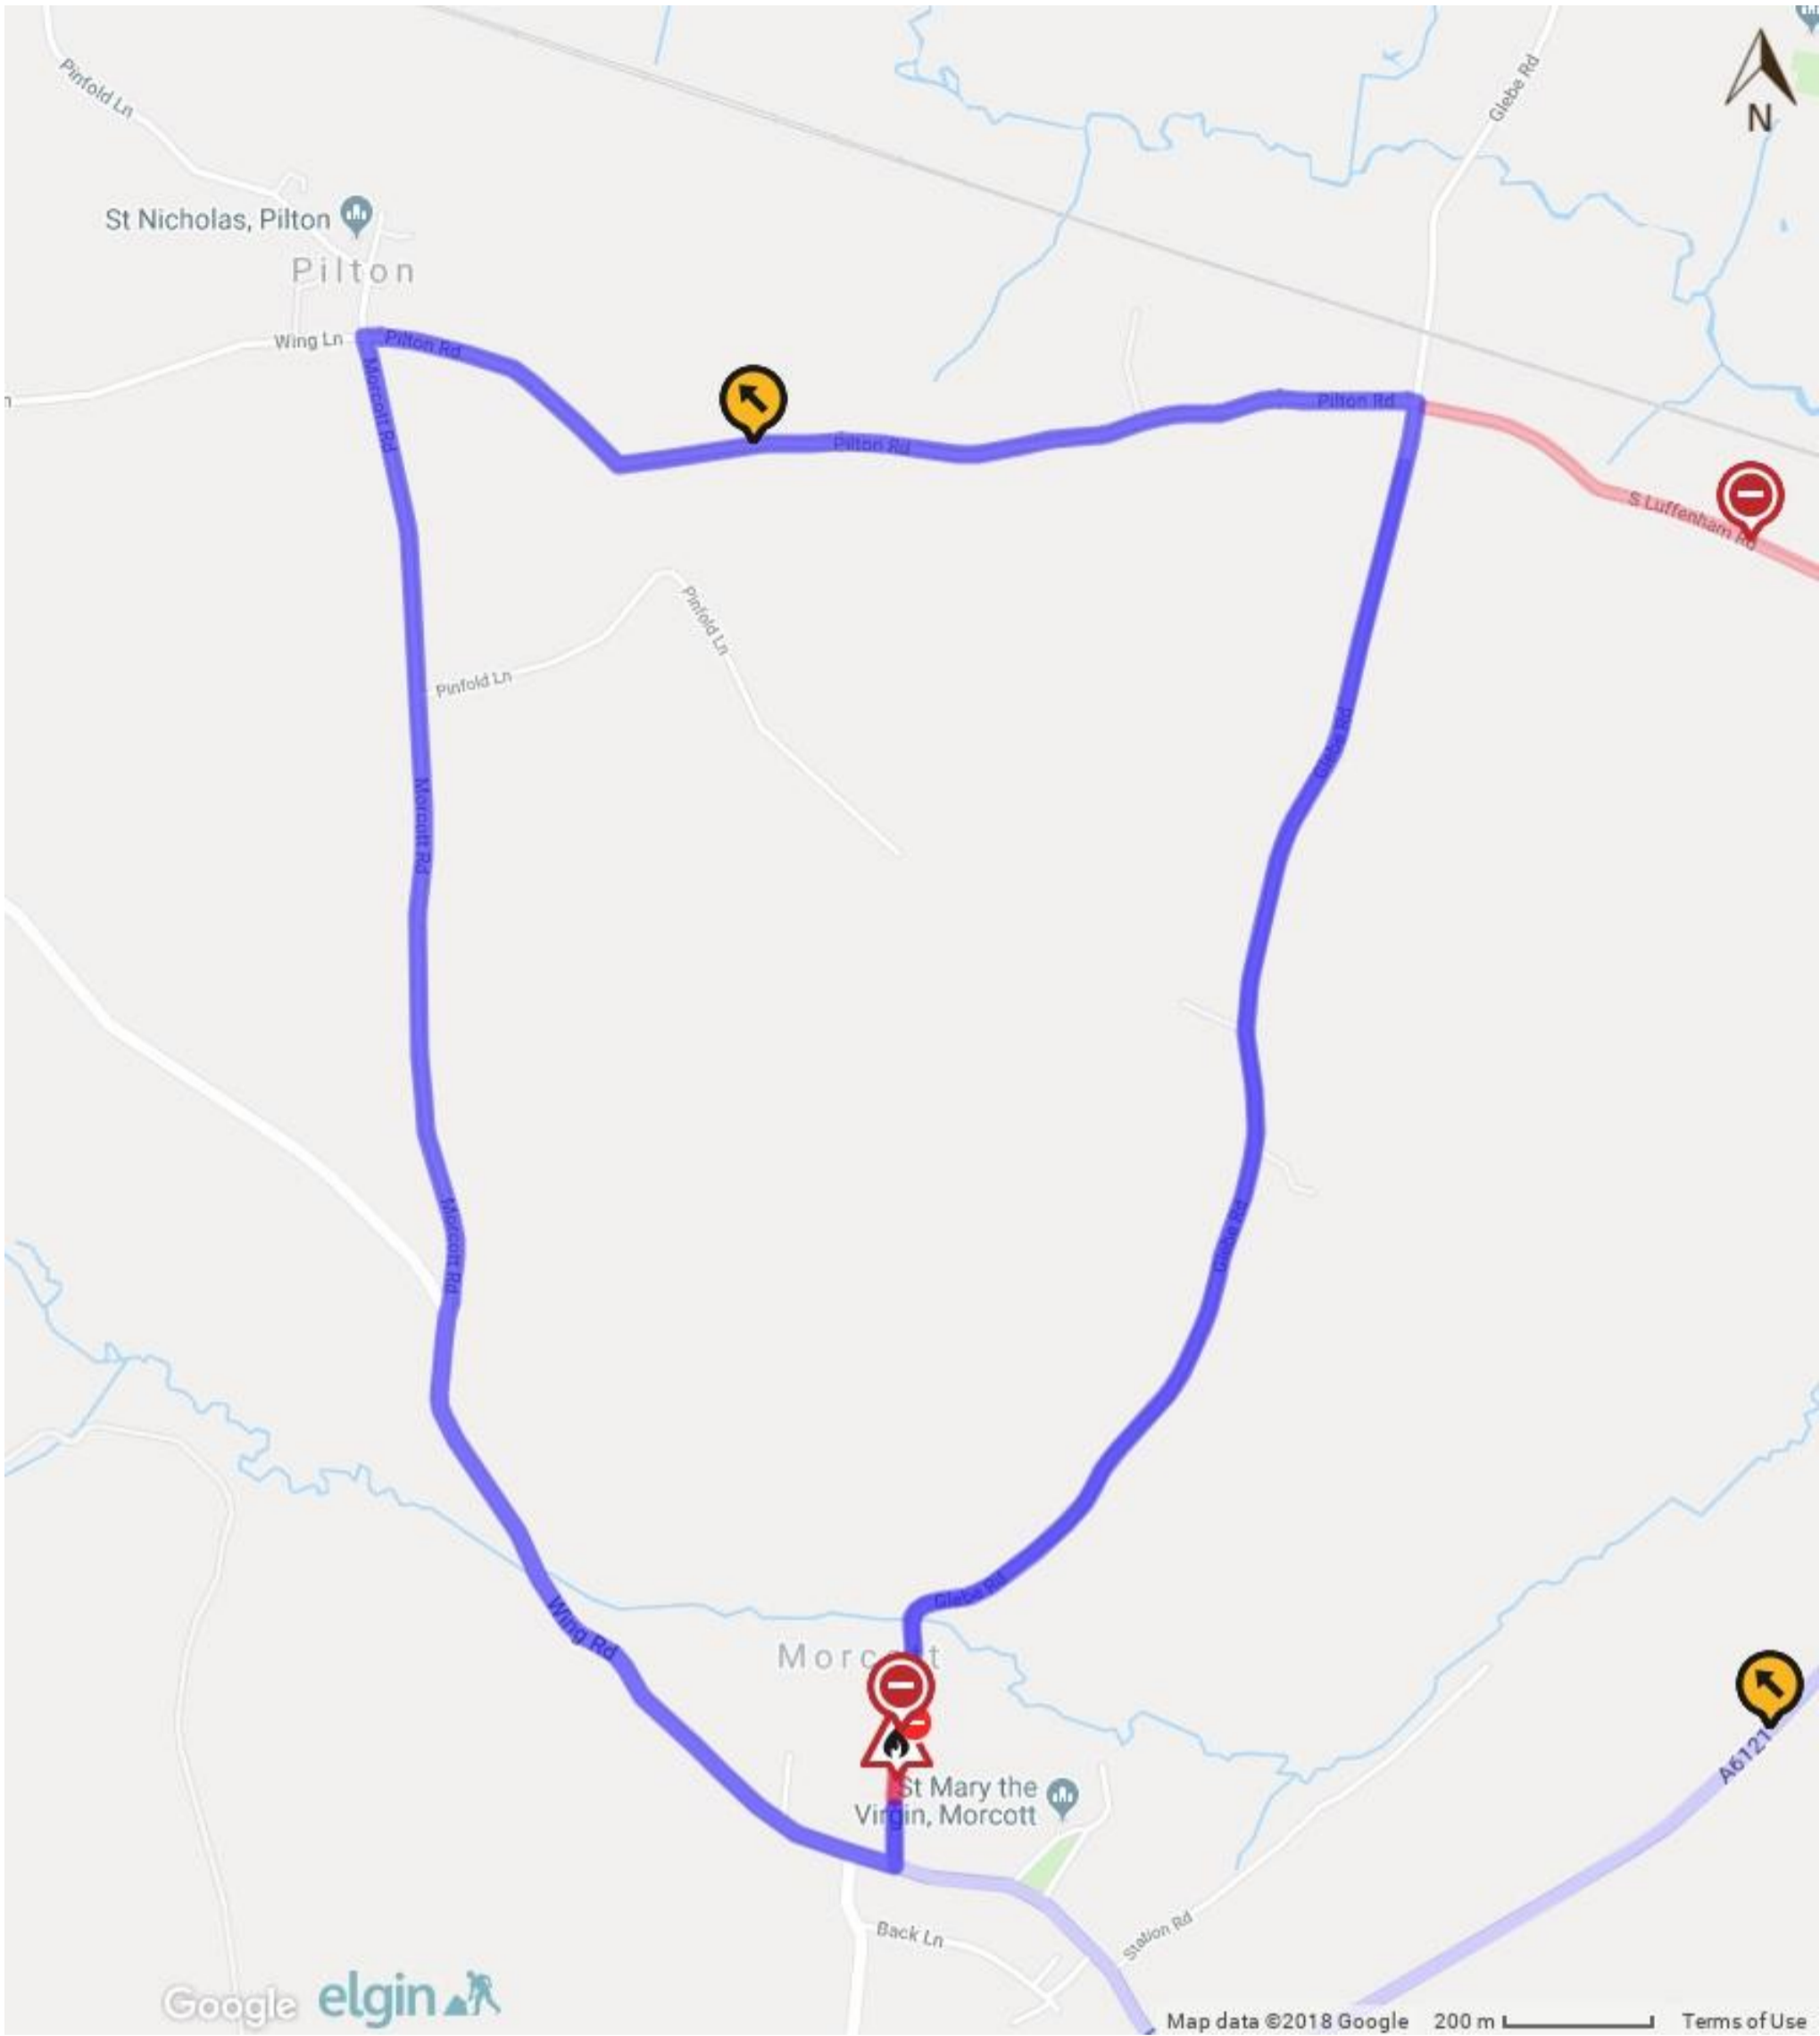 Pinfold Ln
Glebe Rd
N
St Nicholas, Pilton
Pilton
Wing Ln
Pilton Rd
Morcott Rd
Pilton Rd
Pilton Rd
S Luffenham Rd
Pinfold Ln
Pinfold Ln
Glebe Rd
Morcott Rd
Glebe Rd
Morcott Rd
Glebe Rd
Wing Rd
A6121
St Mary the
Virgin, Morcott
Back Ln
Station Rd
Google
elgin
Map data ©2018 Google
200 m
Terms of Use